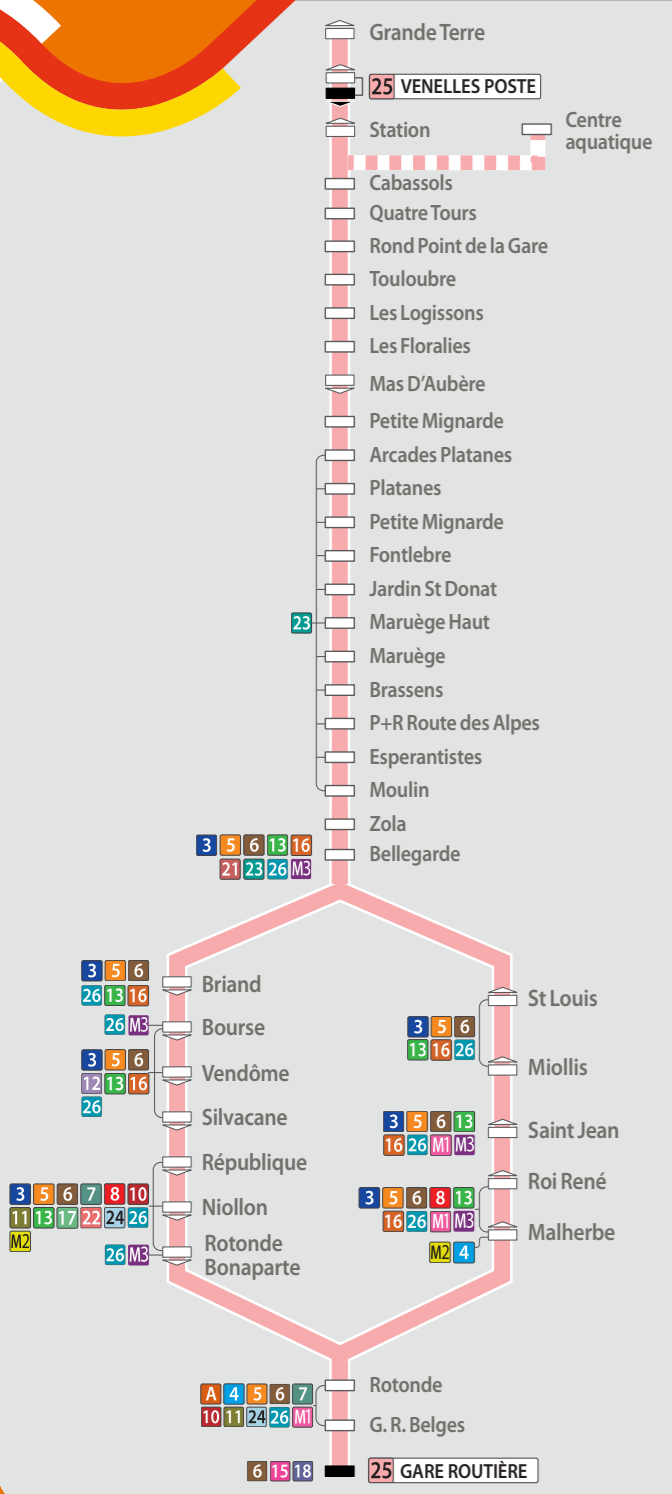 Grande Terre
25 VENELLES POSTE
Station
Centre
aquatique
Cabassols
Quatre Tours
Rond Point de la Gare
Touloubre
Les Logissons
Les Floralies
Mas D'Aubère
Petite Mignarde
Arcades Platanes
Platanes
Petite Mignarde
Fontlebre
Jardin St Donat
23 Maruège Haut
Maruège
Brassens
P+R Route des Alpes
Esperantistes
Moulin
Zola
3 5 6 13 16
21 23 26 M3
Bellegarde
3 5 6
26 13 16
Briand
26 M3
Bourse
3 5 6
12 13 16
26
Vendôme
Silvacane
République
3 5 6 7 8 10
11 13 17 22 24 26
M2
Niollon
26 M3
Rotonde
Bonaparte
St Louis
3 5 6
13 16 26
Miollis
3 5 6 13
16 26 M1 M3
Saint Jean
Roi René
3 5 6 8 13
16 26 M1 M3
Malherbe
M2 4
Rotonde
A 4 5 6 7
10 11 24 26 M1
G. R. Belges
6 15 18
25 GARE ROUTIÈRE